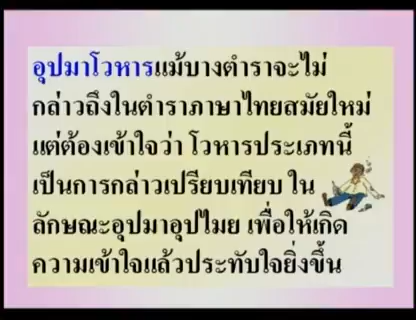 อุปมาโวหารแม้บางตำราจะไม่
กล่าวถึงในตำราภาษาไทยสมัยใหม่
แต่ต้องเข้าใจว่า โวหารประเภทนี้
เป็นการกล่าวเปรียบเทียบ ใน
ลักษณะอุปมาอุปไมย เพื่อให้เกิด
ความเข้าใจแล้วประทับใจยิ่งขึ้น